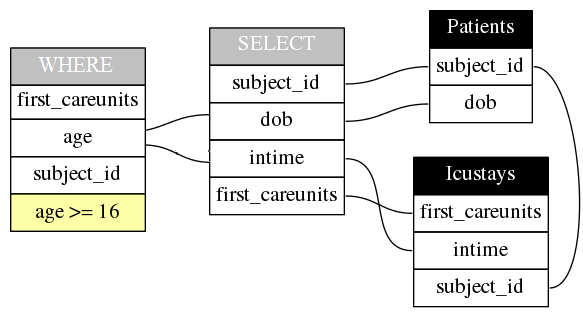 WHERE
first_careunits
age
subject_id
age >= 16
SELECT
subject_id
dob
intime
first_careunits
Patients
subject_id
dob
Icustays
first_careunits
intime
subject_id